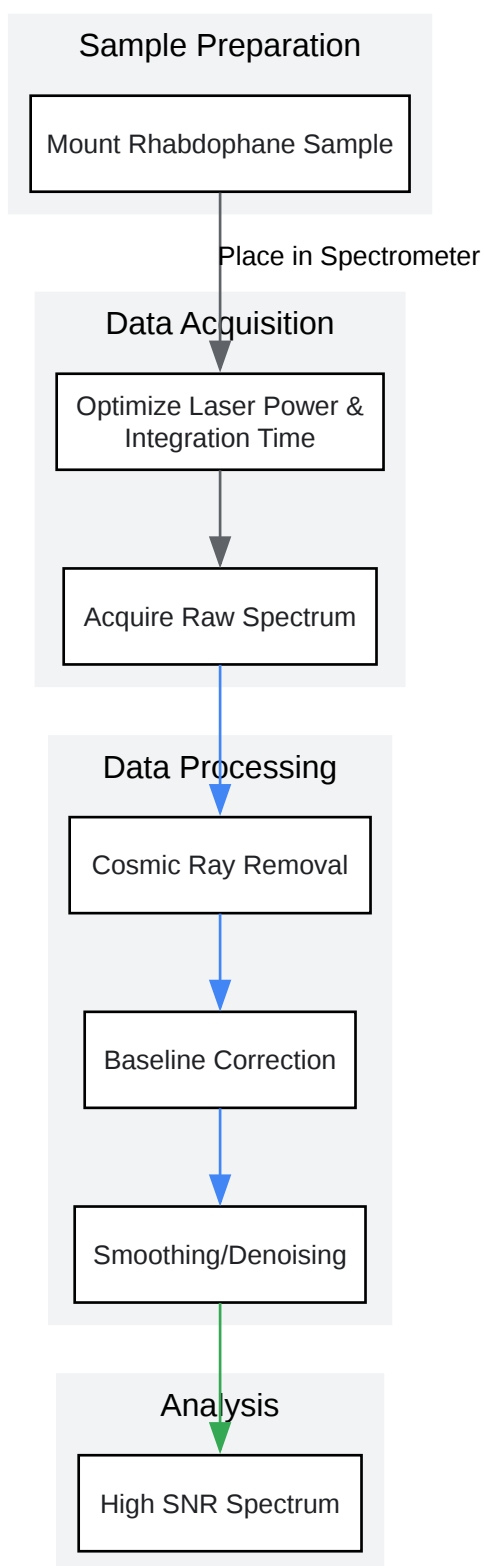 Sample Preparation
Mount Rhabdophane Sample
Place in Spectrometer
Data Acquisition
Optimize Laser Power &
Integration Time
Acquire Raw Spectrum
Data Processing
Cosmic Ray Removal
Baseline Correction
Smoothing/Denoising
Analysis
High SNR Spectrum